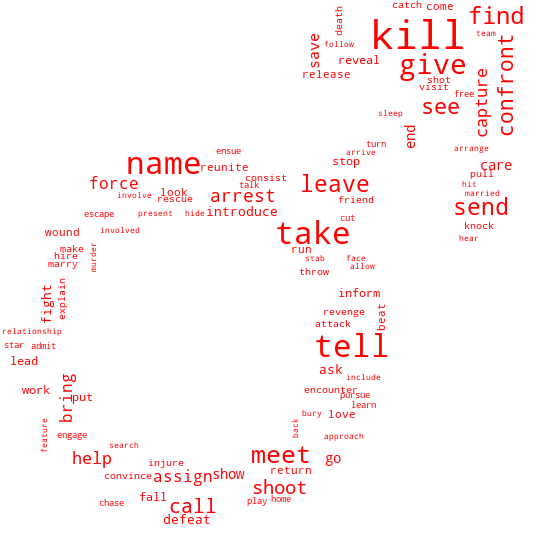 catch come
death
find
kill
team
follow
save
reveal
give
confront
release
shot
visit
free
capture
see
sleep
end
turn
arrange
ensue
arrive
name
reunite
stop
care
pull
consist
force
talk
leave
hit
married
involve
look
rescue
arrest
friend
send
escape
present
hide
introduce
cut
knock
involved
take
hear
wound
make
run
hire
marry
murder
stab
face
allow
throw
explain
fight
inform
revenge
beat
relationship
attack
star
admit
tell
lead
ask
include
work
put
bring
encounter
pursue
learn
bury
love
feature
engage
back
approach
search
help
injure
meet
go
convince
assign
show
return
shoot
chase
fall
call
play
home
defeat